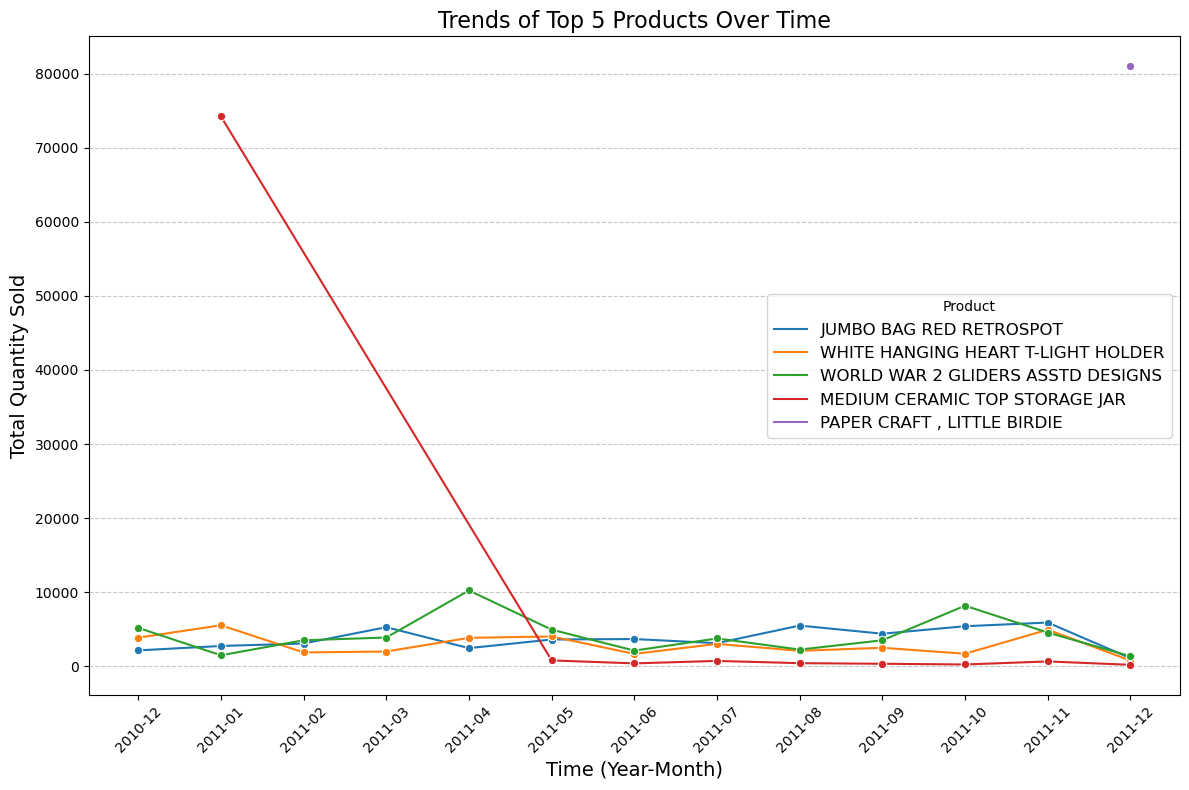 Trends of Top 5 Products Over Time
Total Quantity Sold
80000
70000
60000
50000
40000
30000
20000
10000
0
Product
JUMBO BAG RED RETROSPOT
WHITE HANGING HEART T-LIGHT HOLDER
WORLD WAR 2 GLIDERS ASSTD DESIGNS
MEDIUM CERAMIC TOP STORAGE JAR
PAPER CRAFT , LITTLE BIRDIE
2010-12
2011-01
2011-02
2011-03
2011-04
2011-05
2011-06
2011-07
2011-08
2011-09
2011-10
2011-11
2011-12
Time (Year-Month)